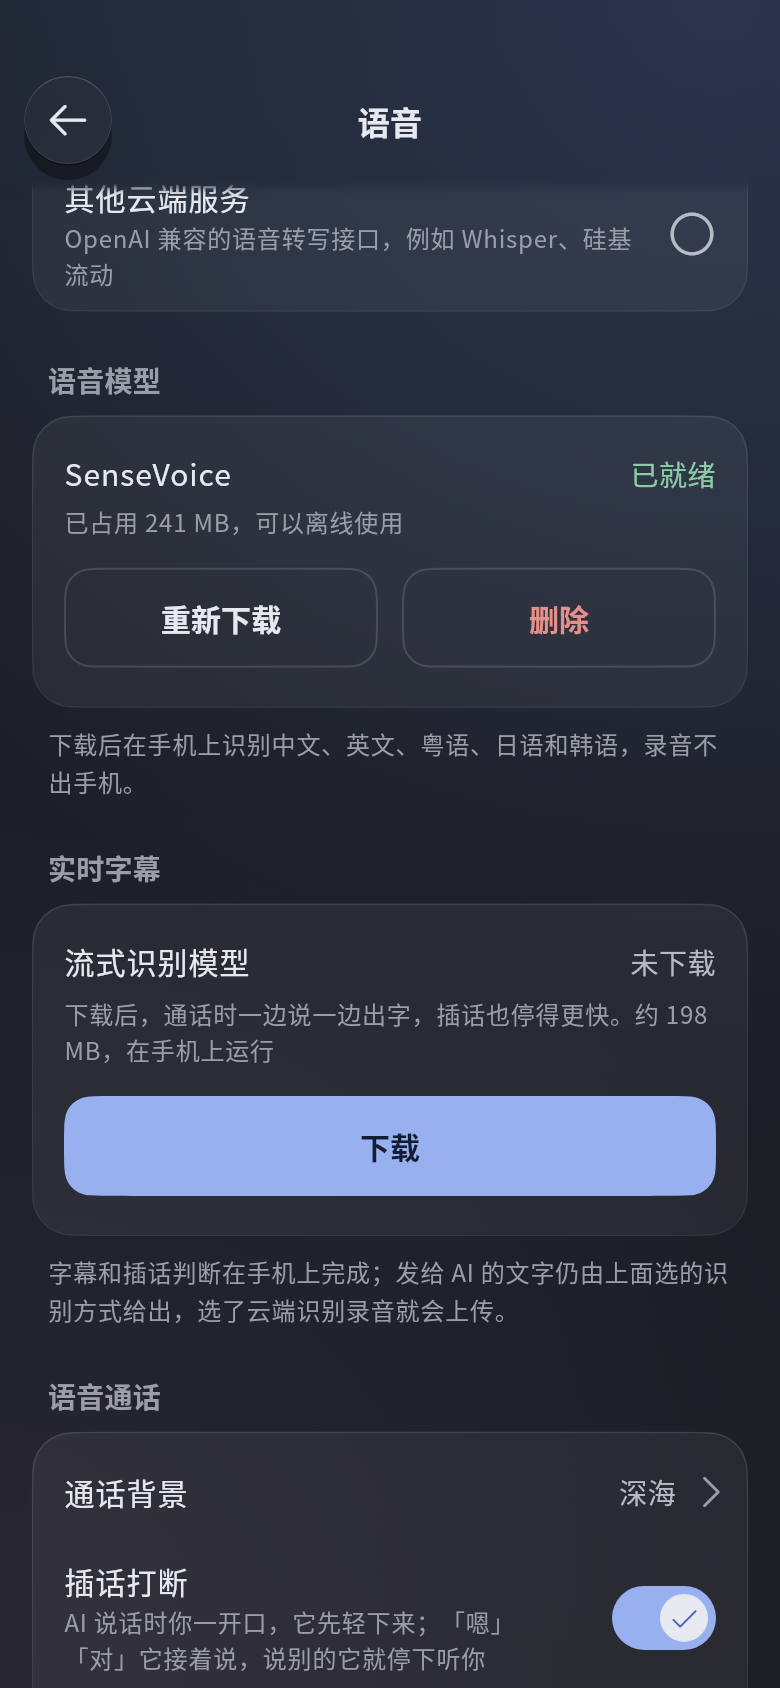 语音
其他云端服务
OpenAI 兼容的语音转写接口，例如 Whisper、硅基
流动
语音模型
SenseVoice
已就绪
已占用 241 MB，可以离线使用
重新下载
删除
下载后在手机上识别中文、英文、粤语、日语和韩语，录音不
出手机。
实时字幕
流式识别模型
未下载
下载后，通话时一边说一边出字，插话也停得更快。约 198
MB，在手机上运行
下载
字幕和插话判断在手机上完成；发给 AI 的文字仍由上面选的识
别方式给出，选了云端识别录音就会上传。
语音通话
通话背景
深海
插话打断
AI 说话时你一开口，它先轻下来；「嗯」
「对」它接着说，说别的它就停下听你